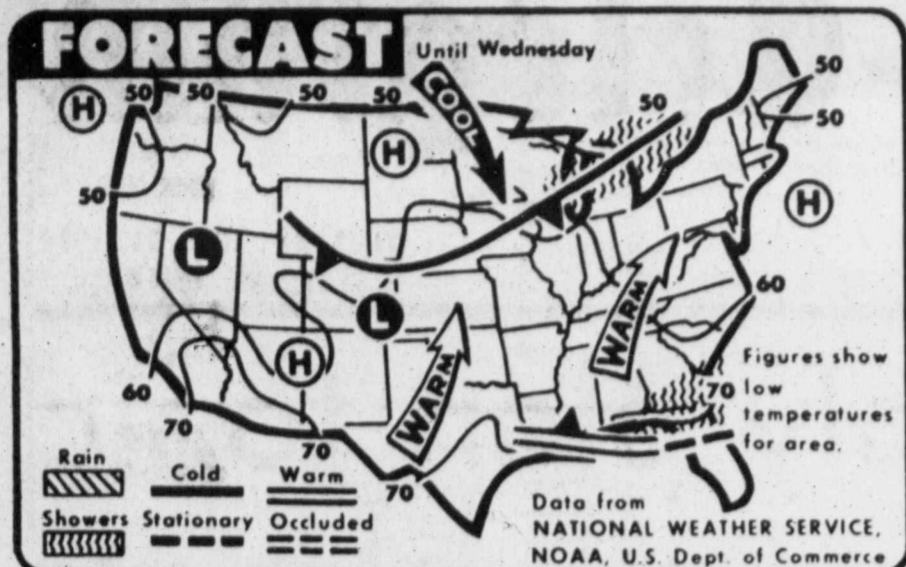 FORECAST
Until Wednesday
H
50
50
50
50
COOL
50
50
50
H
50
H
L
60
L
H
WARM
WARM
60
70
70
70
70
Figures show
low
temperatures
for area.
Rain
Cold
Warm
Showers
Stationary
Occluded
Data from
NATIONAL WEATHER SERVICE,
NOAA, U.S. Dept. of Commerce